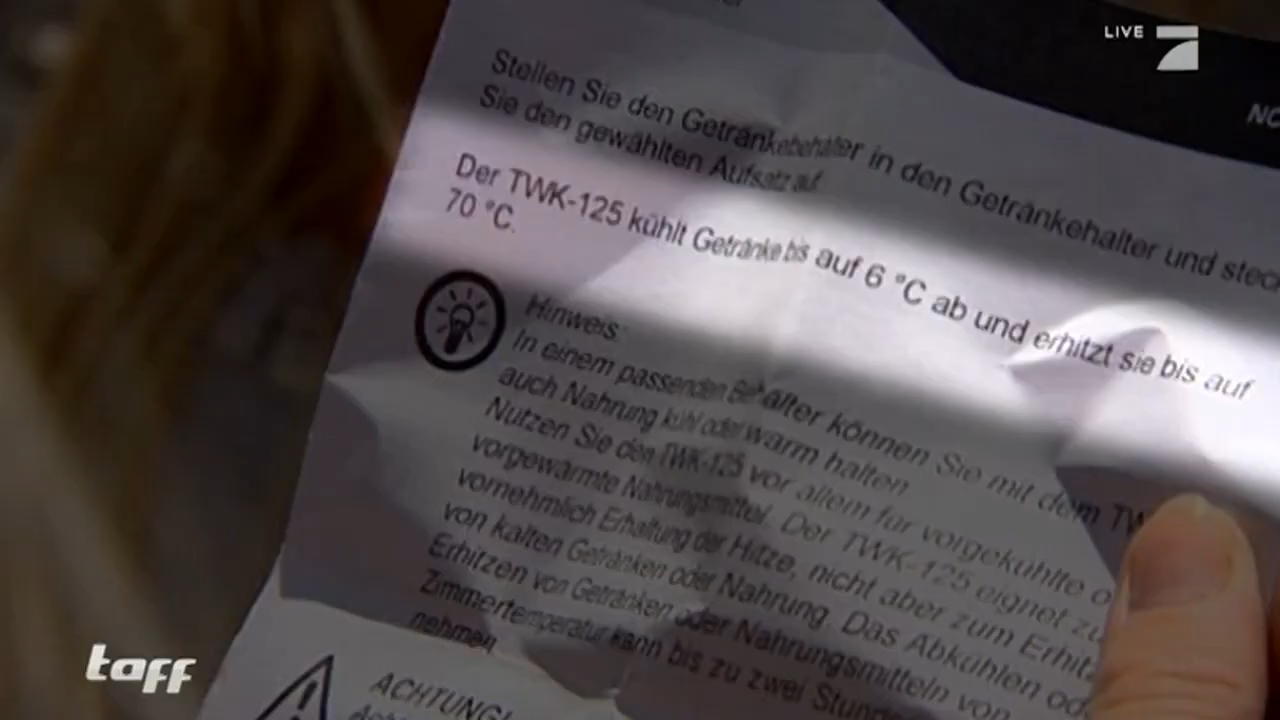 LIVE
Stellen Sie den Getränkebehälter in den Getränkehalter und stec
Sie den gewählten Aufsatz auf.
Der TWK-125 kühlt Getränke bis auf 6 °C ab und erhitzt sie bis auf
70 °C.
Hinweis:
In einem passenden Behälter können Sie mit dem TW
auch Nahrung kühl oder warm halten
Nutzen Sie den TWK-125 vor allem für vorgekühlte o
vorgewärmte Nahrungsmittel. Der TWK-125 eignet zu
vornehmlich Erhaltung der Hitze, nicht aber zum Erhit
von kalten Getränken oder Nahrung. Das Abkühlen od
Erhitzen von Getränken oder Nahrungsmitteln von
Zimmertemperatur kann bis zu zwei Stund
nehmen
ACHTUNG!
taff